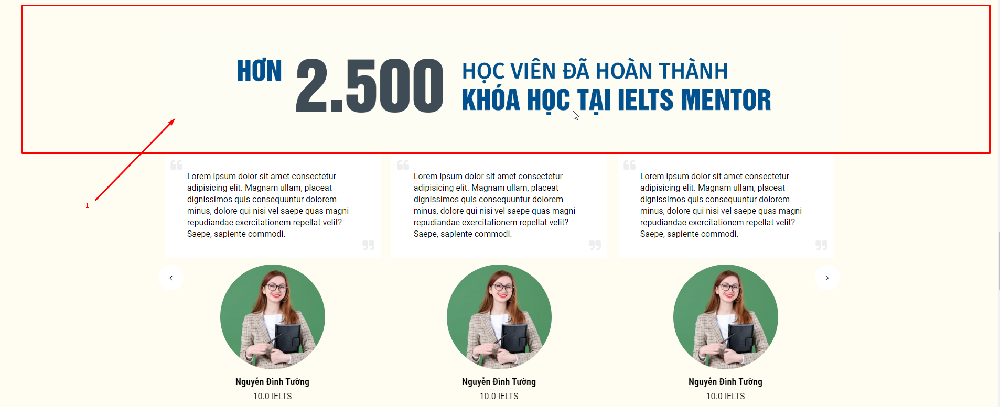 HƠN 2.500 HỌC VIÊN ĐÃ HOÀN THÀNH
KHÓA HỌC TẠI IELTS MENTOR
1
Lorem ipsum dolor sit amet consectetur
adipisicing elit. Magnam ullam, placeat
dignissimos quis consequuntur dolorem
minus, dolore qui nisi vel saepe quas magni
repudiandae exercitationem repellat velit?
Saepe, sapiente commodi.
Nguyễn Đình Tường
10.0 IELTS
Lorem ipsum dolor sit amet consectetur
adipisicing elit. Magnam ullam, placeat
dignissimos quis consequuntur dolorem
minus, dolore qui nisi vel saepe quas magni
repudiandae exercitationem repellat velit?
Saepe, sapiente commodi.
Nguyễn Đình Tường
10.0 IELTS
Lorem ipsum dolor sit amet consectetur
adipisicing elit. Magnam ullam, placeat
dignissimos quis consequuntur dolorem
minus, dolore qui nisi vel saepe quas magni
repudiandae exercitationem repellat velit?
Saepe, sapiente commodi.
Nguyễn Đình Tường
10.0 IELTS